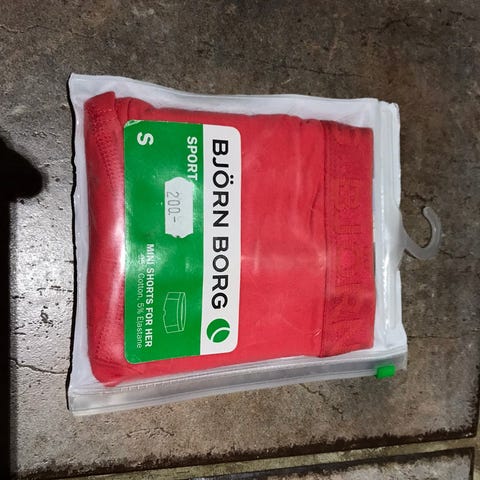 BJÖRN BORG
SPORT
S
200.-
MINI SHORTS FOR HER
Cotton, 5% Elastane